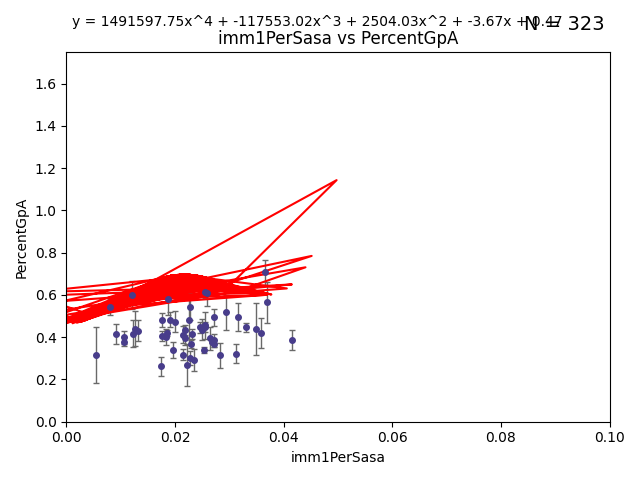 y = 1491597.75x^4 + -117553.02x^3 + 2504.03x^2 + -3.67x + 0.47
N = 323
imm1PerSasa vs PercentGpA
PercentGpA
1.6
1.4
1.2
1.0
0.8
0.6
0.4
0.2
0.0
0.00 0.02 0.04 0.06 0.08 0.10
imm1PerSasa